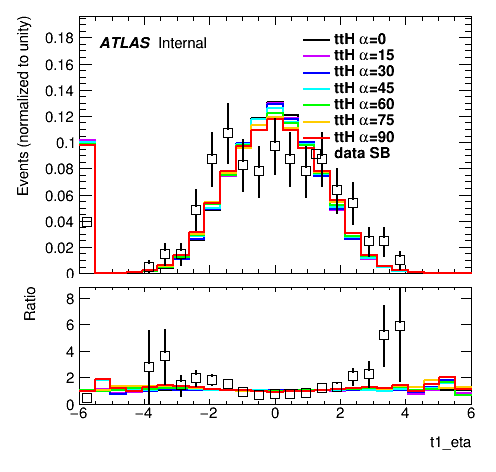 Events (normalized to unity)
0.18
0.16
0.14
0.12
0.1
0.08
0.06
0.04
0.02
0
ATLAS Internal
ttH α=0
ttH α=15
ttH α=30
ttH α=45
ttH α=60
ttH α=75
ttH α=90
data SB
Ratio
8
6
4
2
0
−6 −4 −2 0 2 4 6
t1_eta